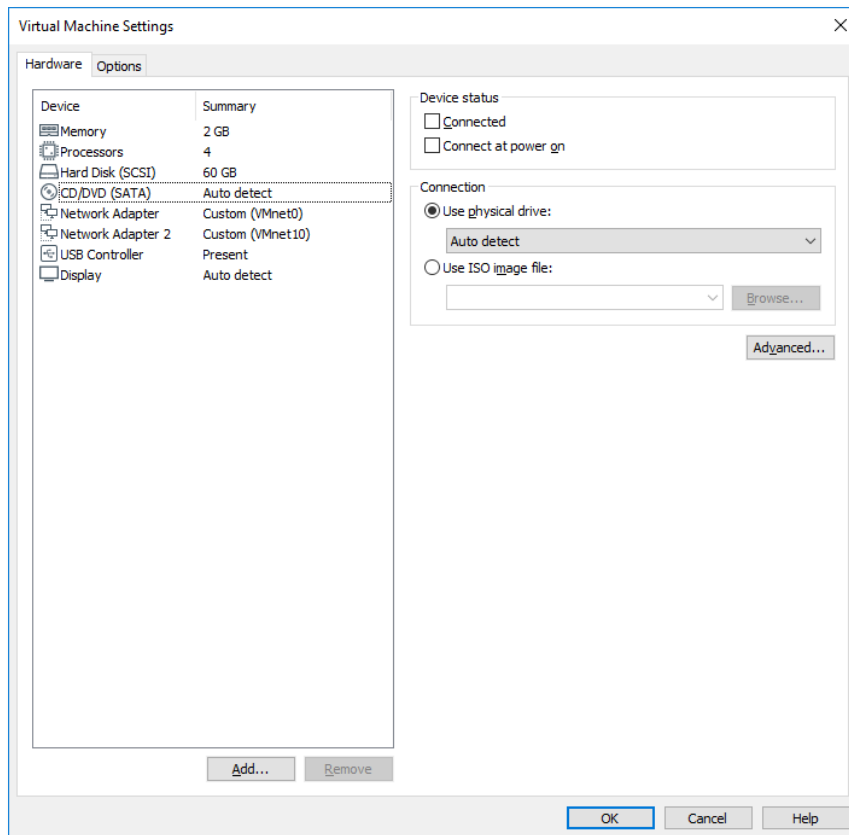 Virtual Machine Settings
Hardware Options
Device Summary
Memory 2 GB
Processors 4
Hard Disk (SCSI) 60 GB
CD/DVD (SATA) Auto detect
Network Adapter Custom (VMnet0)
Network Adapter 2 Custom (VMnet10)
USB Controller Present
Display Auto detect
Add... Remove
Device status
Connected
Connect at power on
Connection
Use physical drive:
Auto detect
Use ISO image file:
Browse...
Advanced...
OK Cancel Help